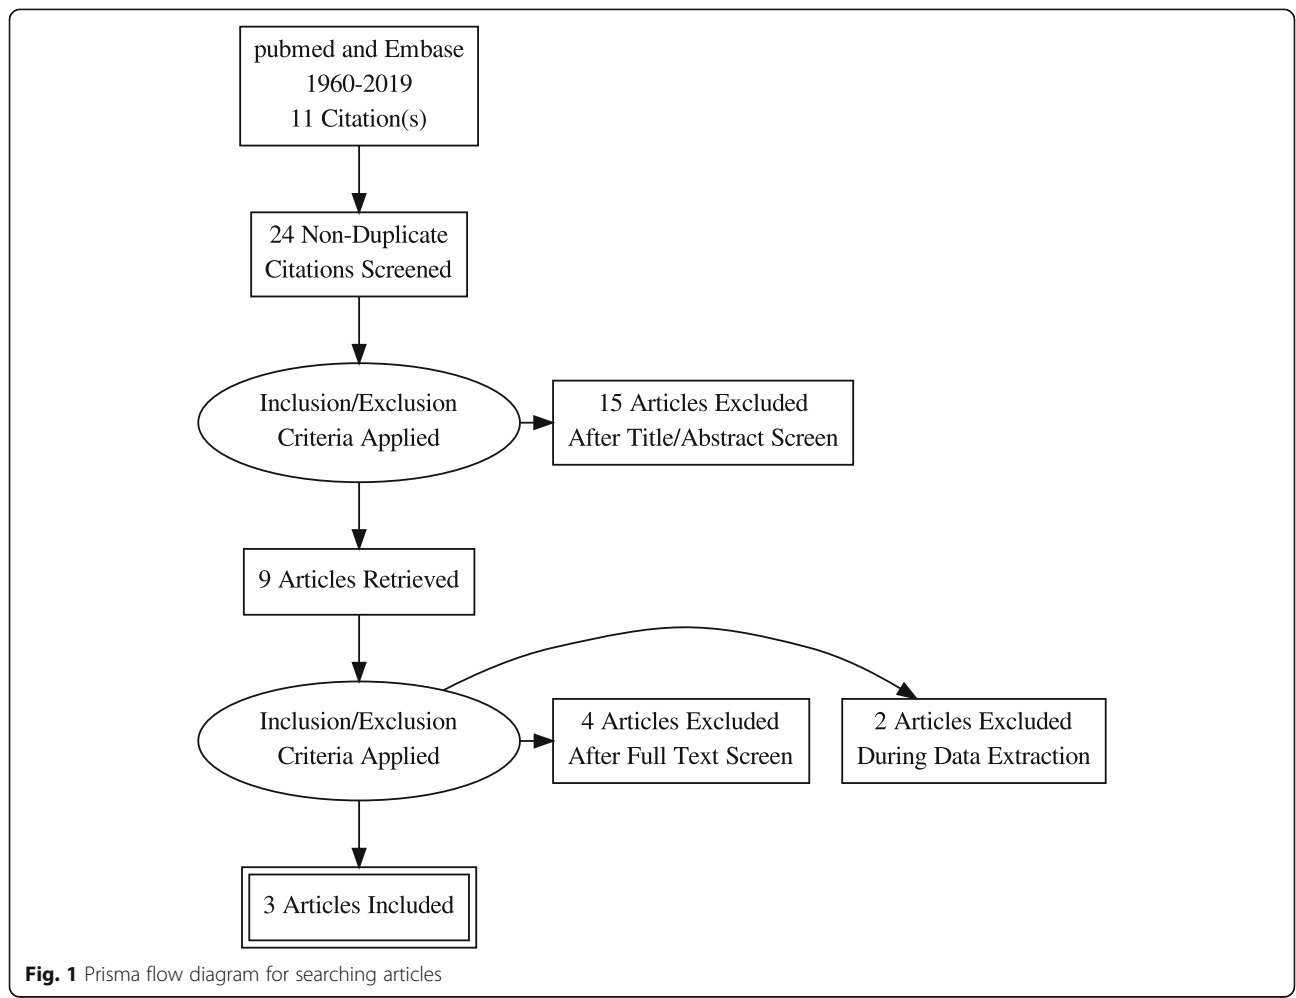 pubmed and Embase
1960-2019
11 Citation(s)
24 Non-Duplicate
Citations Screened
Inclusion/Exclusion
Criteria Applied
15 Articles Excluded
After Title/Abstract Screen
9 Articles Retrieved
Inclusion/Exclusion
Criteria Applied
4 Articles Excluded
After Full Text Screen
2 Articles Excluded
During Data Extraction
3 Articles Included
Fig. 1 Prisma flow diagram for searching articles